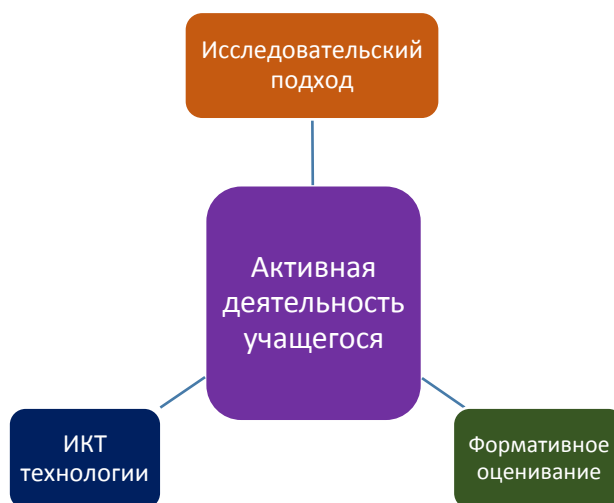 Исследовательский
подход
Активная
деятельность
учащегося
ИКТ
технологии
Формативное
оценивание